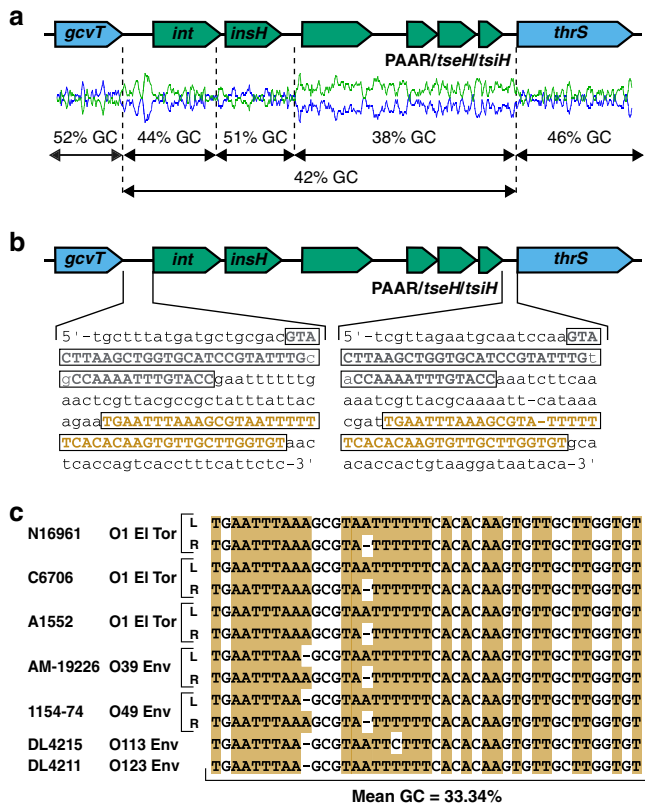 a
gcvT int insH thrS
PAAR/tseH/tsiH
52% GC 44% GC 51% GC 38% GC 46% GC
42% GC
b
gcvT int insH thrS
PAAR/tseH/tsiH
5'-tgctttatgatgctgcgacGTA
CTTAAGCTGGTGCATCCGTATTTGc
gCCAAAATTTGTACCgaattttttg
aactcgttacgccgctatttattac
agaaTGAATTTAAAGCGTAATTTTT
TCACACAAGTGTTGCTTGGTGTaac
tcaccagtcacctttcattctc-3'
5'-tcgttagaatgcaatccaaGTA
CTTAAGCTGGTGCATCCGTATTTGt
aCCAAAATTTGTACCaaatcttcaa
aactcgttacgcaaaatt-cataaa
cgatTGAATTTAAAGCGTA-TTTTT
TCACACAAGTGTTGCTTGGTGTgca
acaccactgtaaggataataca-3'
c
N16961 O1 El Tor L TGAATTTAAAGCGTAATTTTTTCACACAAGTGTTGCTTGGTGT
R TGAATTTAAAGCGTA-TTTTTTCACACAAGTGTTGCTTGGTGT
C6706 O1 El Tor L TGAATTTAAAGCGTAATTTTTTCACACAAGTGTTGCTTGGTGT
R TGAATTTAAAGCGTA-TTTTTTCACACAAGTGTTGCTTGGTGT
A1552 O1 El Tor L TGAATTTAAAGCGTAATTTTTTCACACAAGTGTTGCTTGGTGT
R TGAATTTAAAGCGTA-TTTTTTCACACAAGTGTTGCTTGGTGT
AM-19226 O39 Env L TGAATTTAA-GCGTAATTTTTTCACACAAGTGTTGCTTGGTGT
R TGAATTTAAAGCGTA-TTTTTTCACACAAGTGTTGCTTGGTGT
1154-74 O49 Env L TGAATTTAA-GCGTAATTTTTTCACACAAGTGTTGCTTGGTGT
R TGAATTTAAAGCGTA-TTTTTTCACACAAGTGTTGCTTGGTGT
DL4215 O113 Env TGAATTTAA-GCGTAATTCTTTCACACAAGTGTTGCTTGGTGT
DL4211 O123 Env TGAATTTAA-GCGTAATTTTTTCACACAAGTGTTGCTTGGTGT
Mean GC = 33.34%